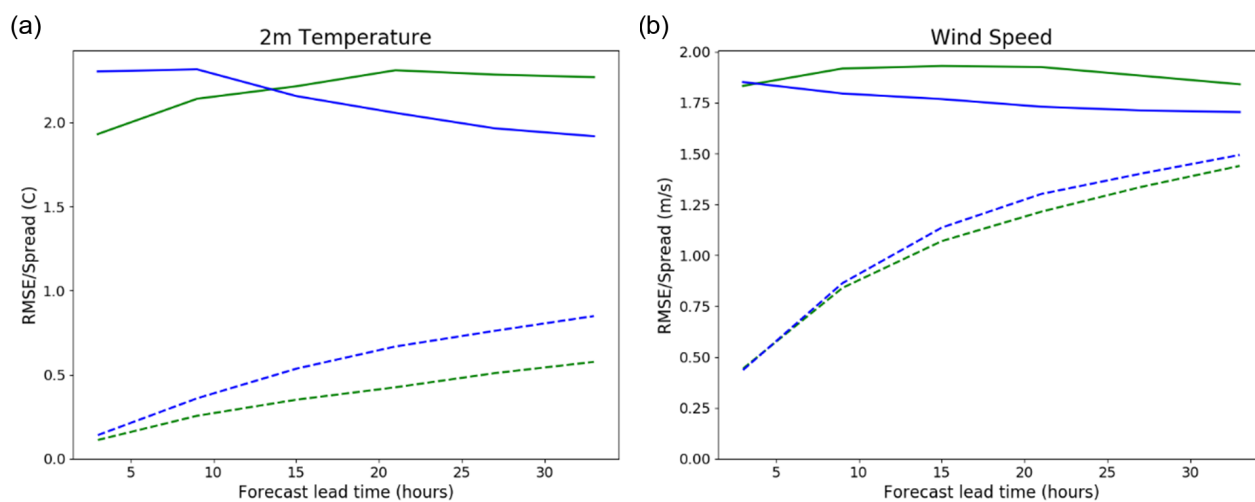 (a)
2m Temperature
RMSE/Spread (C)
2.0
1.5
1.0
0.5
0.0
5 10 15 20 25 30
Forecast lead time (hours)
(b)
Wind Speed
RMSE/Spread (m/s)
2.00
1.75
1.50
1.25
1.00
0.75
0.50
0.25
0.00
5 10 15 20 25 30
Forecast lead time (hours)